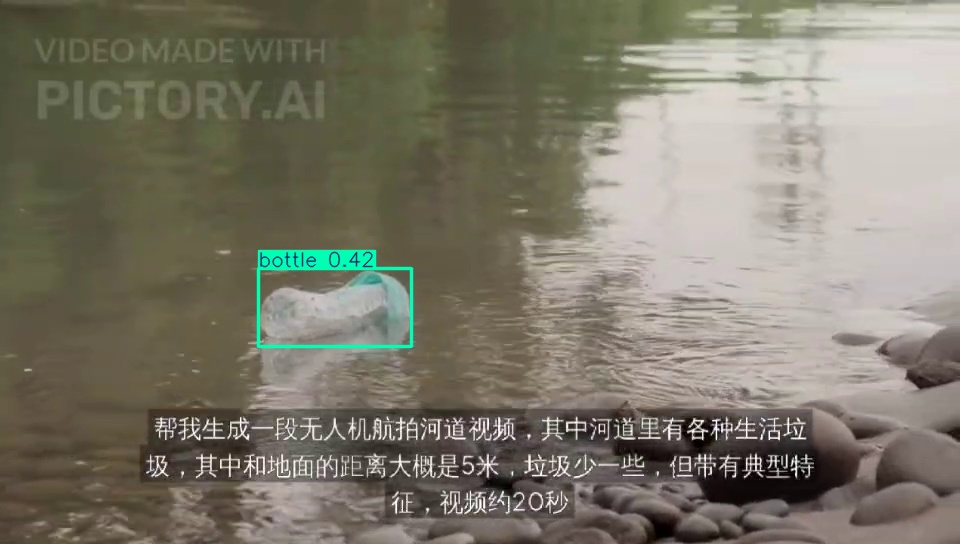 VIDEO MADE WITH
PICTORY.AI
bottle 0.42
帮我生成一段无人机航拍河道视频，其中河道里有各种生活垃
圾，其中和地面的距离大概是5米，垃圾少一些，但带有典型特
征，视频约20秒